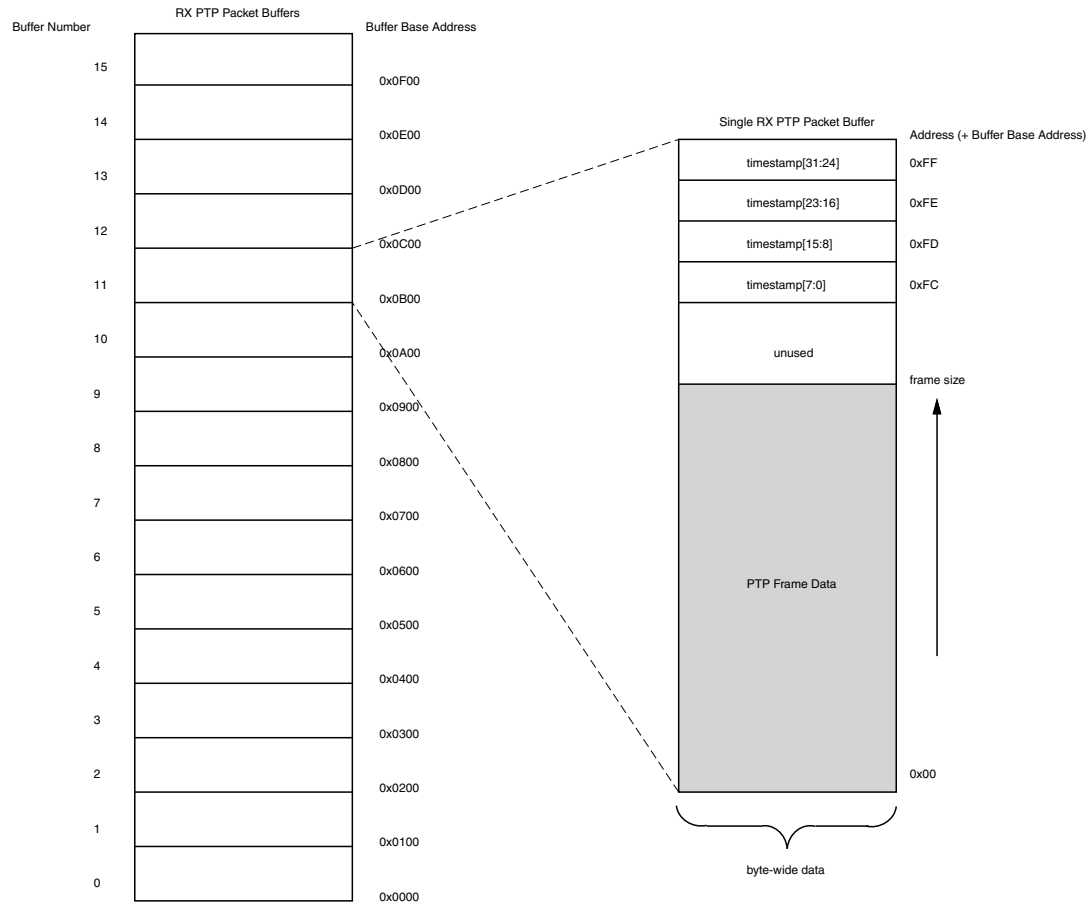 RX PTP Packet Buffers
Buffer Number
Buffer Base Address
15
0x0F00
14
0x0E00
13
0x0D00
12
0x0C00
11
0x0B00
10
0x0A00
9
0x0900
8
0x0800
7
0x0700
6
0x0600
5
0x0500
4
0x0400
3
0x0300
2
0x0200
1
0x0100
0
0x0000
Single RX PTP Packet Buffer
Address (+ Buffer Base Address)
timestamp[31:24]
0xFF
timestamp[23:16]
0xFE
timestamp[15:8]
0xFD
timestamp[7:0]
0xFC
unused
frame size
PTP Frame Data
0x00
byte-wide data